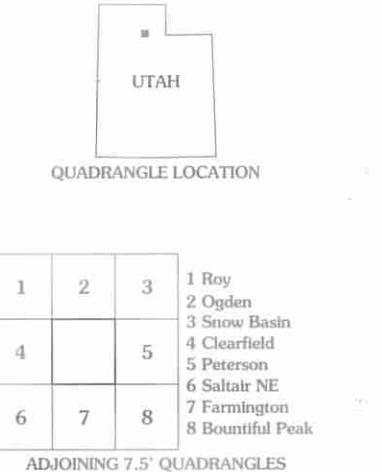 UTAH
QUADRANGLE LOCATION
1 2 3
4 5
6 7 8
1 Roy
2 Ogden
3 Snow Basin
4 Clearfield
5 Peterson
6 Saltair NE
7 Farmington
8 Bountiful Peak
ADJOINING 7.5' QUADRANGLES